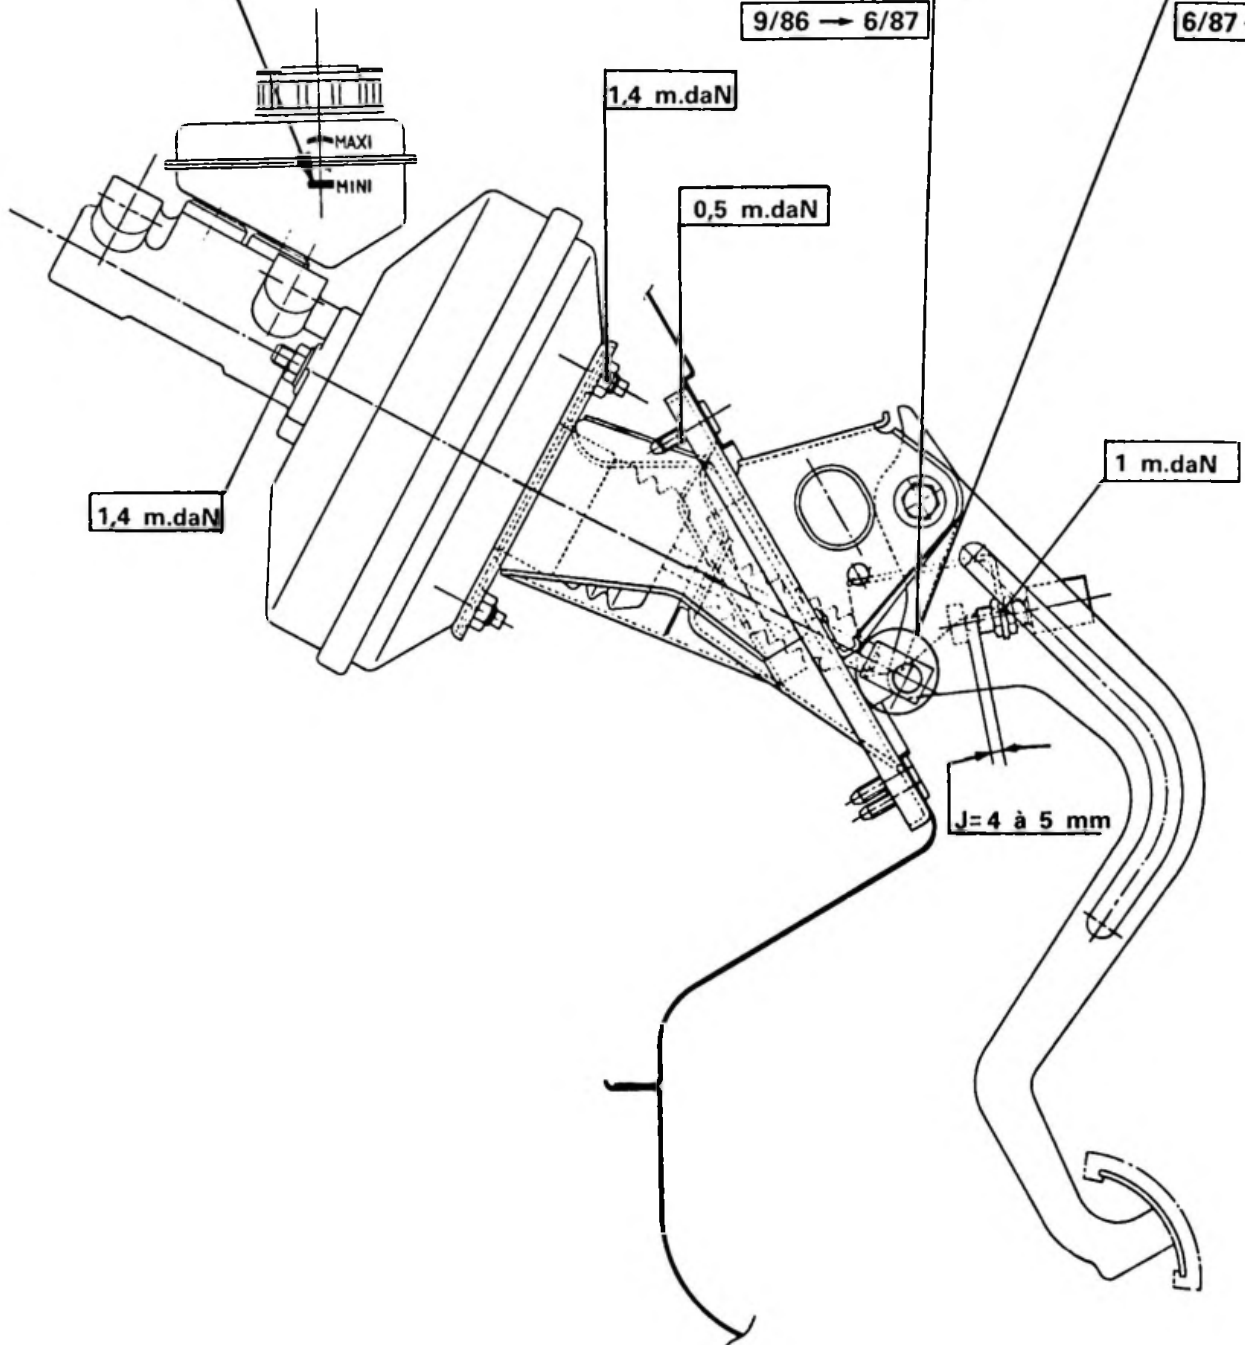 9/86 → 6/87
6/87
1,4 m.daN
MAXI
MINI
0,5 m.daN
1 m.daN
1,4 m.daN
J=4 à 5 mm